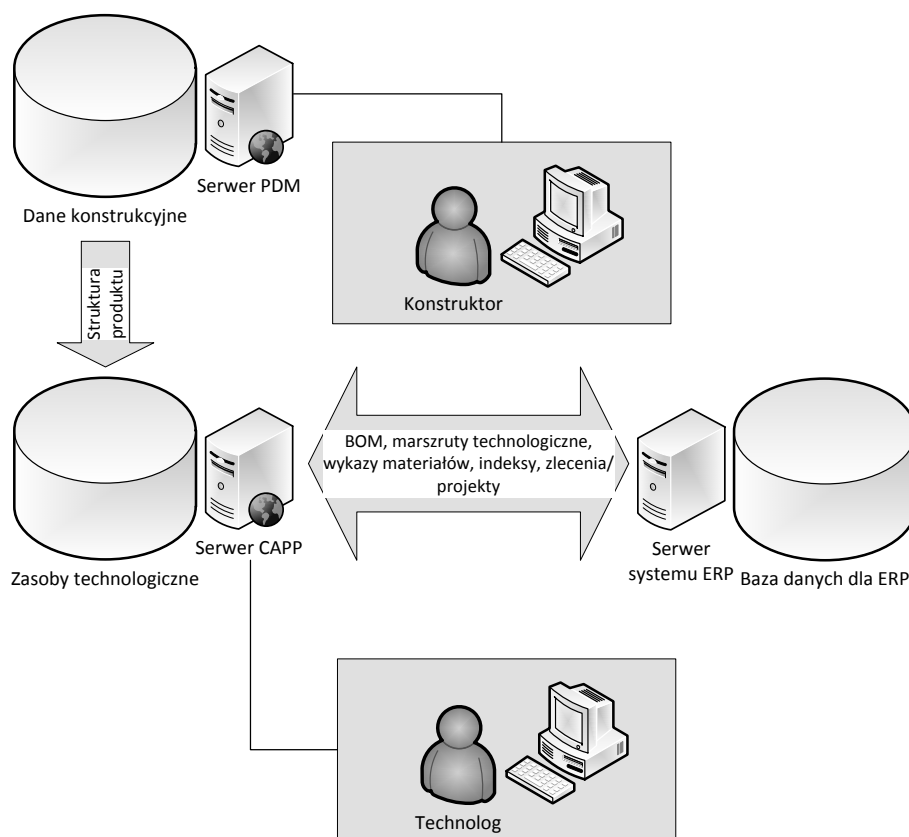 Serwer PDM
Dane konstrukcyjne
Struktura
produktu
Konstruktor
BOM, marszruty technologiczne,
wykazy materiałów, indeksy, zlecenia/
projekty
Serwer CAPP
Zasoby technologiczne
Serwer
systemu ERP
Baza danych dla ERP
Technolog